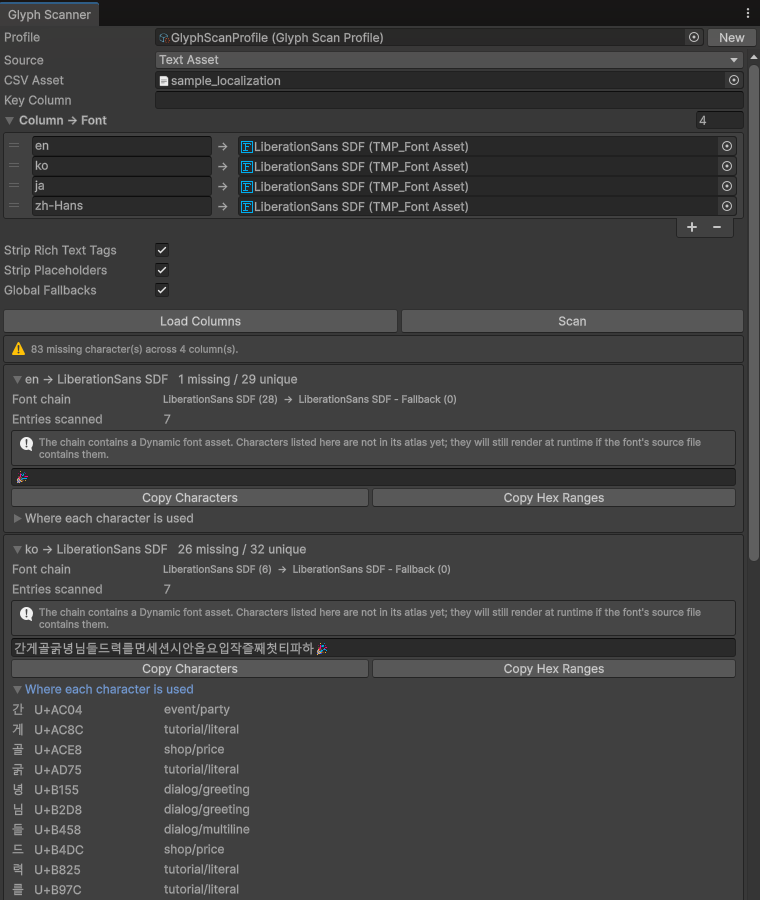 Glyph Scanner
Profile GlyphScanProfile (Glyph Scan Profile) New
Source Text Asset
CSV Asset sample_localization
Key Column
Column → Font 4
en → LiberationSans SDF (TMP_Font Asset)
ko → LiberationSans SDF (TMP_Font Asset)
ja → LiberationSans SDF (TMP_Font Asset)
zh-Hans → LiberationSans SDF (TMP_Font Asset)
+ −
Strip Rich Text Tags
Strip Placeholders
Global Fallbacks
Load Columns Scan
83 missing character(s) across 4 column(s).
en → LiberationSans SDF 1 missing / 29 unique
Font chain LiberationSans SDF (28) → LiberationSans SDF - Fallback (0)
Entries scanned 7
The chain contains a Dynamic font asset. Characters listed here are not in its atlas yet; they will still render at runtime if the font's source file
contains them.
🎉
Copy Characters Copy Hex Ranges
Where each character is used
ko → LiberationSans SDF 26 missing / 32 unique
Font chain LiberationSans SDF (6) → LiberationSans SDF - Fallback (0)
Entries scanned 7
The chain contains a Dynamic font asset. Characters listed here are not in its atlas yet; they will still render at runtime if the font's source file
contains them.
간게골굵녕님들드력를면세션시안읍요입작줄째첫티파하🎉
Copy Characters Copy Hex Ranges
Where each character is used
간 U+AC04 event/party
게 U+AC8C tutorial/literal
골 U+ACE8 shop/price
굵 U+AD75 tutorial/literal
녕 U+B155 dialog/greeting
님 U+B2D8 dialog/greeting
들 U+B458 dialog/multiline
드 U+B4DC shop/price
력 U+B825 tutorial/literal
를 U+B97C tutorial/literal